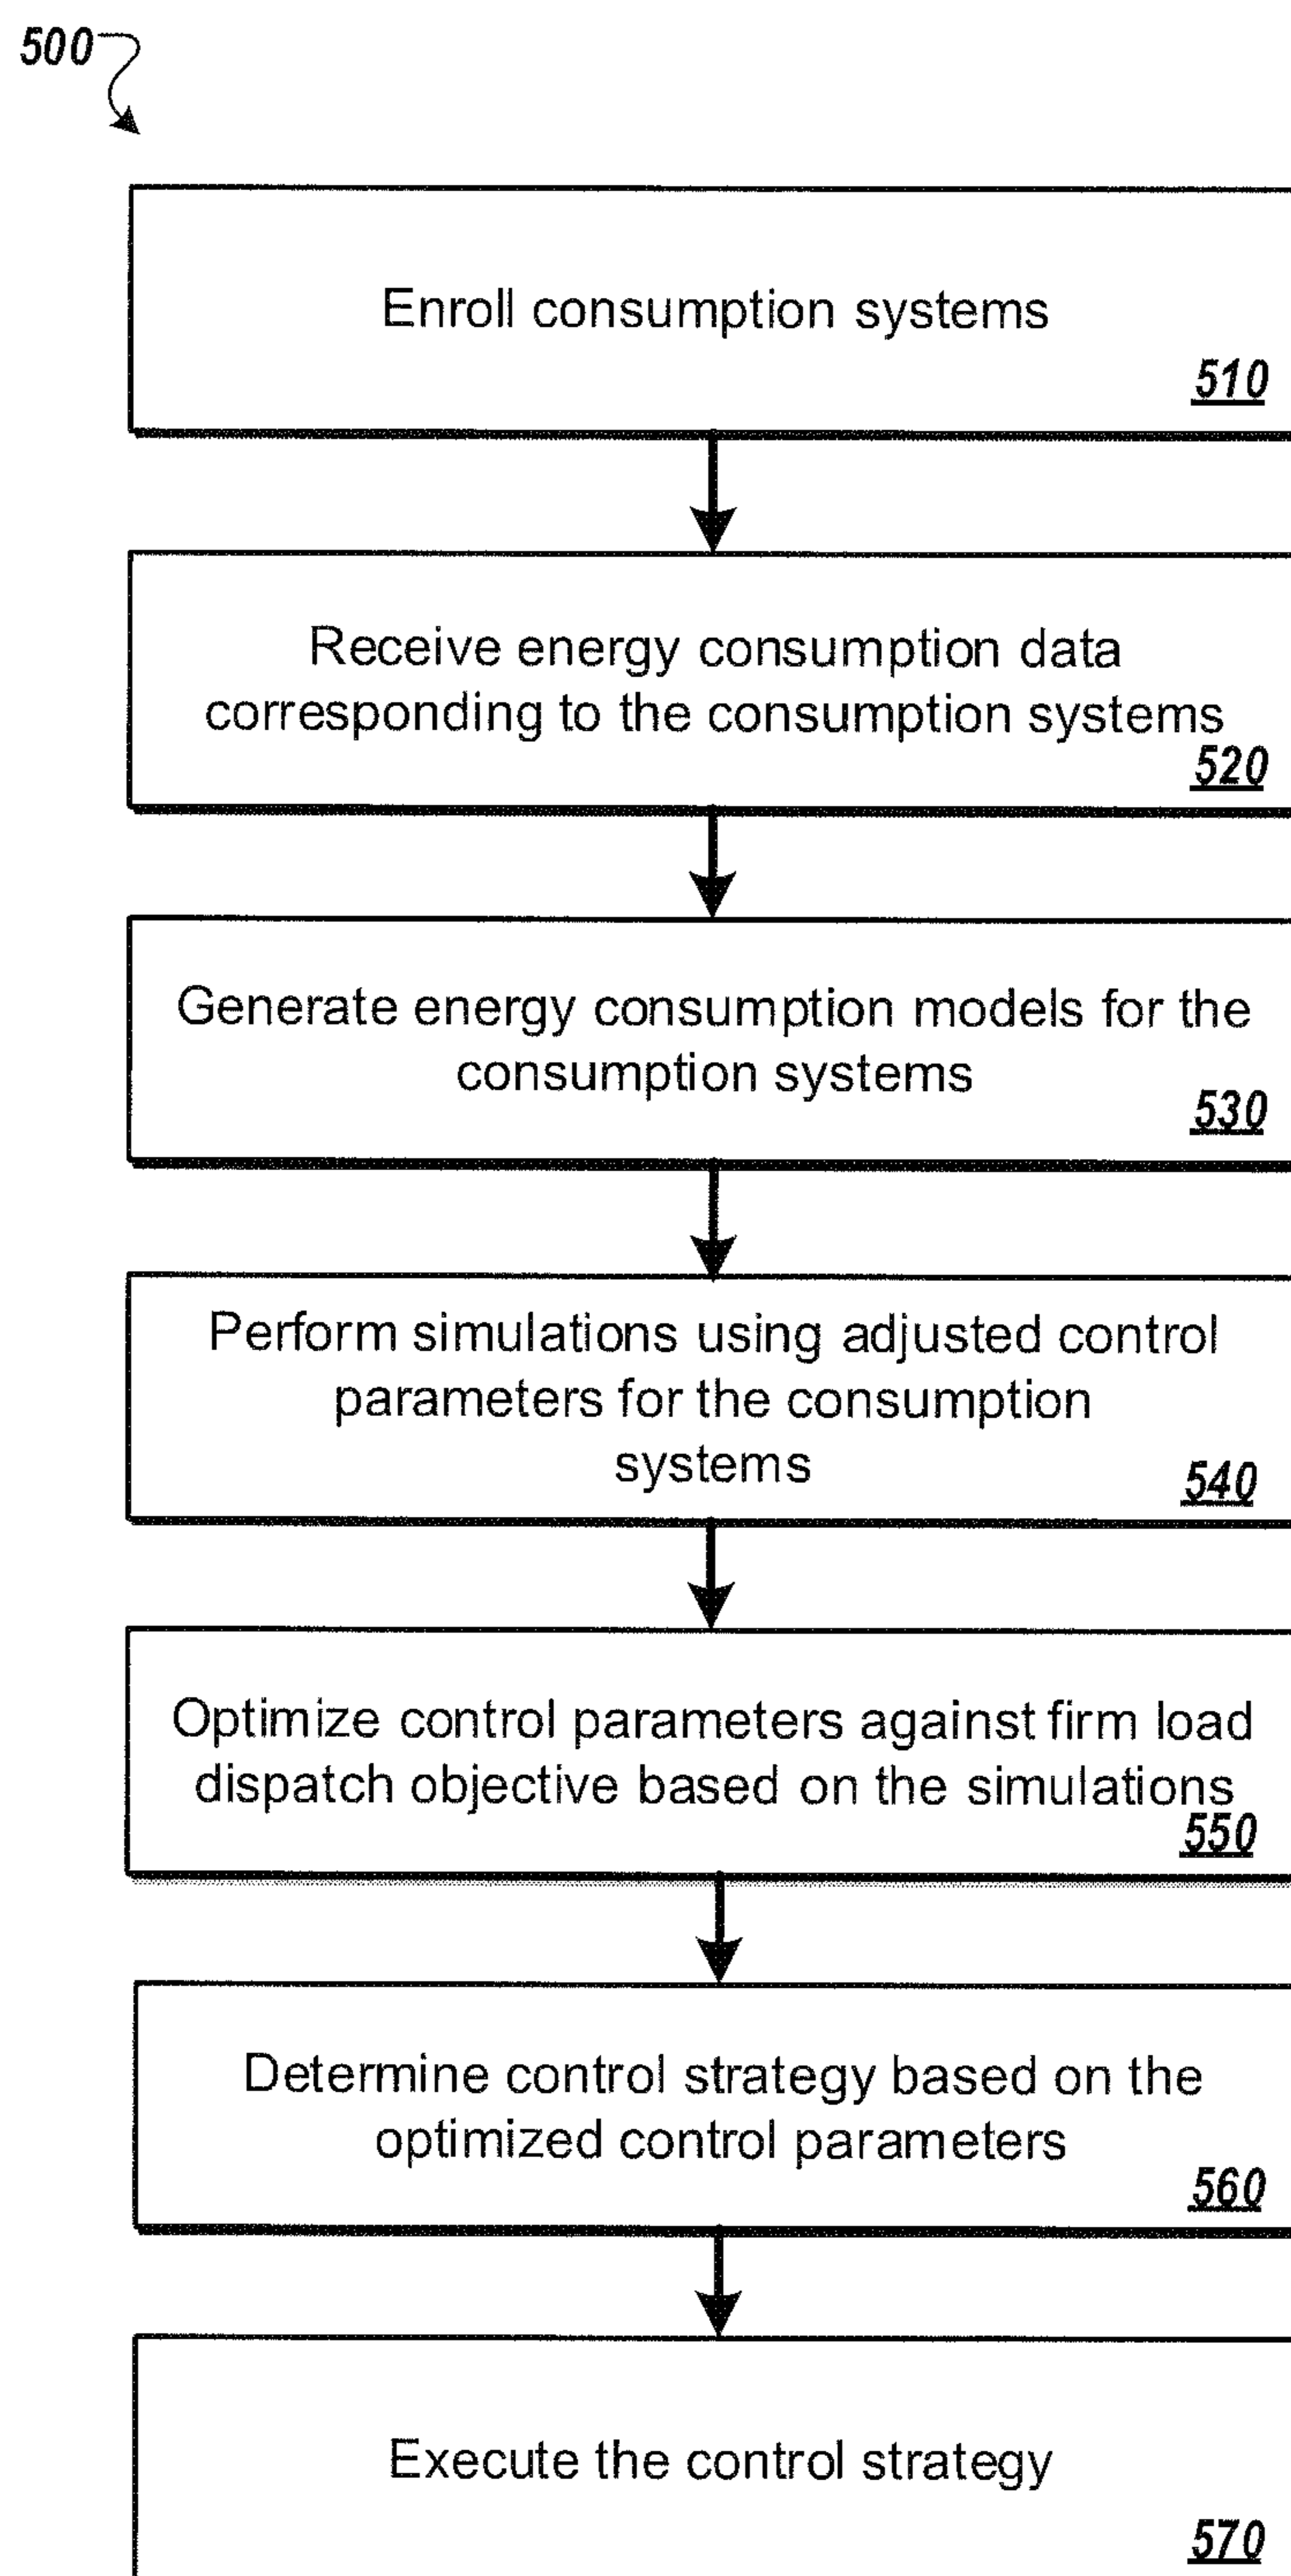 500
Enroll consumption systems
510
Receive energy consumption data
corresponding to the consumption systems
520
Generate energy consumption models for the
consumption systems
530
Perform simulations using adjusted control
parameters for the consumption
systems
540
Optimize control parameters against firm load
dispatch objective based on the simulations
550
Determine control strategy based on the
optimized control parameters
560
Execute the control strategy
570